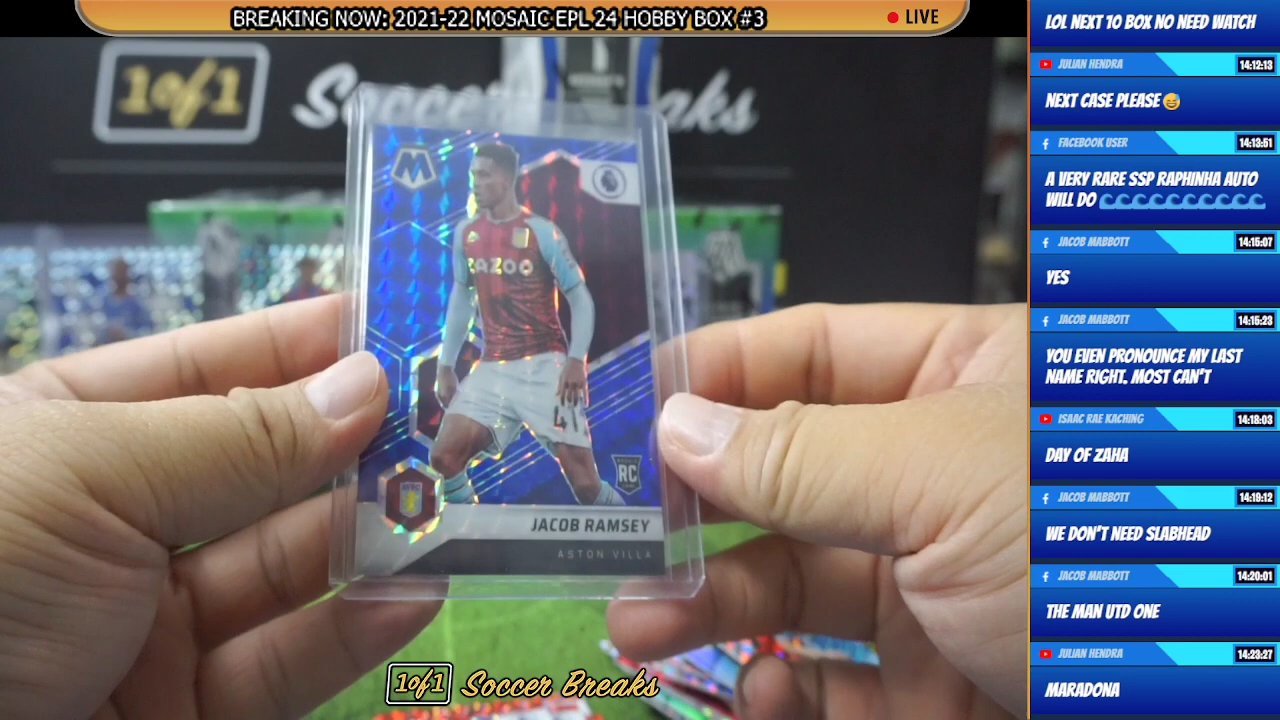 BREAKING NOW: 2021-22 MOSAIC EPL 24 HOBBY BOX #3
LIVE
1of1
Soccer Breaks
M
CAZOO
41
RC
JACOB RAMSEY
ASTON VILLA
1of1 Soccer Breaks
LOL NEXT 10 BOX NO NEED WATCH
JULIAN HENDRA 14:12:13
NEXT CASE PLEASE😅
FACEBOOK USER 14:13:51
A VERY RARE SSP RAPHINHA AUTO
WILL DO 🌊🌊🌊🌊🌊🌊🌊🌊🌊🌊
JACOB MABBOTT 14:15:07
YES
JACOB MABBOTT 14:15:23
YOU EVEN PRONOUNCE MY LAST
NAME RIGHT. MOST CAN'T
ISAAC RAE KACHING 14:18:03
DAY OF ZAHA
JACOB MABBOTT 14:19:12
WE DON'T NEED SLABHEAD
JACOB MABBOTT 14:20:01
THE MAN UTD ONE
JULIAN HENDRA 14:23:27
MARADONA